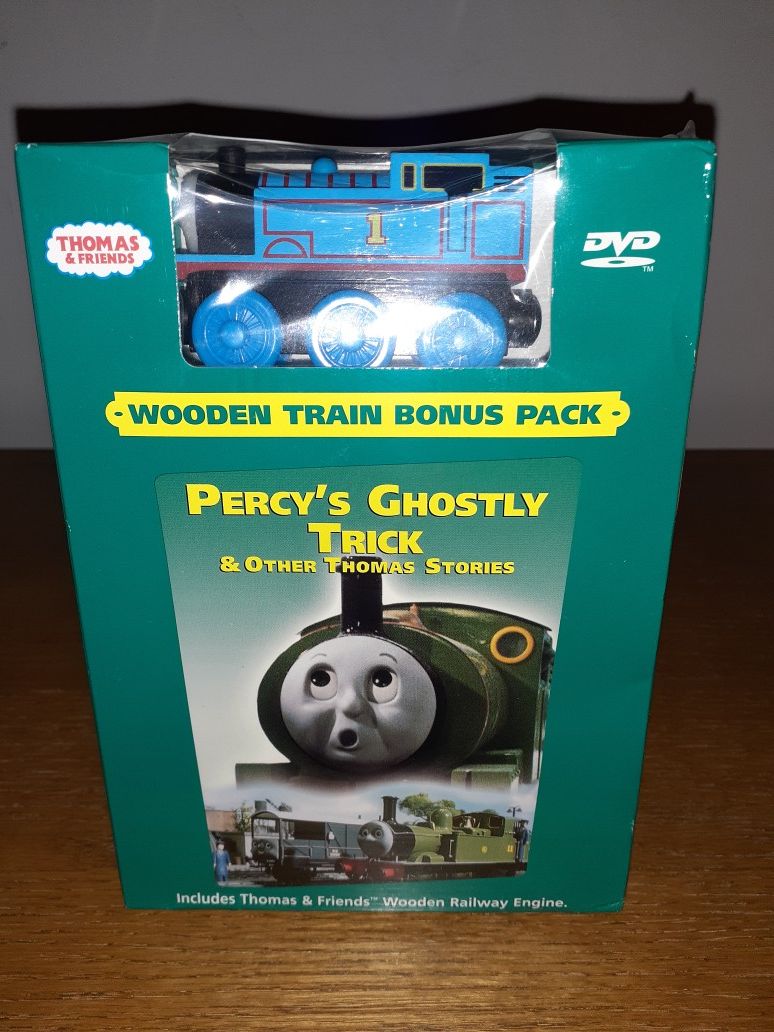 THOMAS
& FRIENDS
1
DVD
TM
WOODEN TRAIN BONUS PACK
PERCY'S GHOSTLY
TRICK
& OTHER THOMAS STORIES
Includes Thomas & Friends™ Wooden Railway Engine.